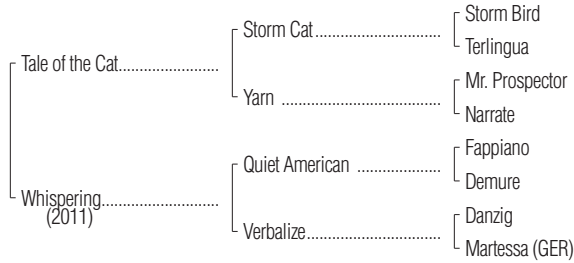 Storm Bird
Storm Cat
Terlingua
Tale of the Cat
Mr. Prospector
Yarn
Narrate
Fappiano
Quiet American
Demure
Whispering
(2011)
Danzig
Verbalize
Martessa (GER)